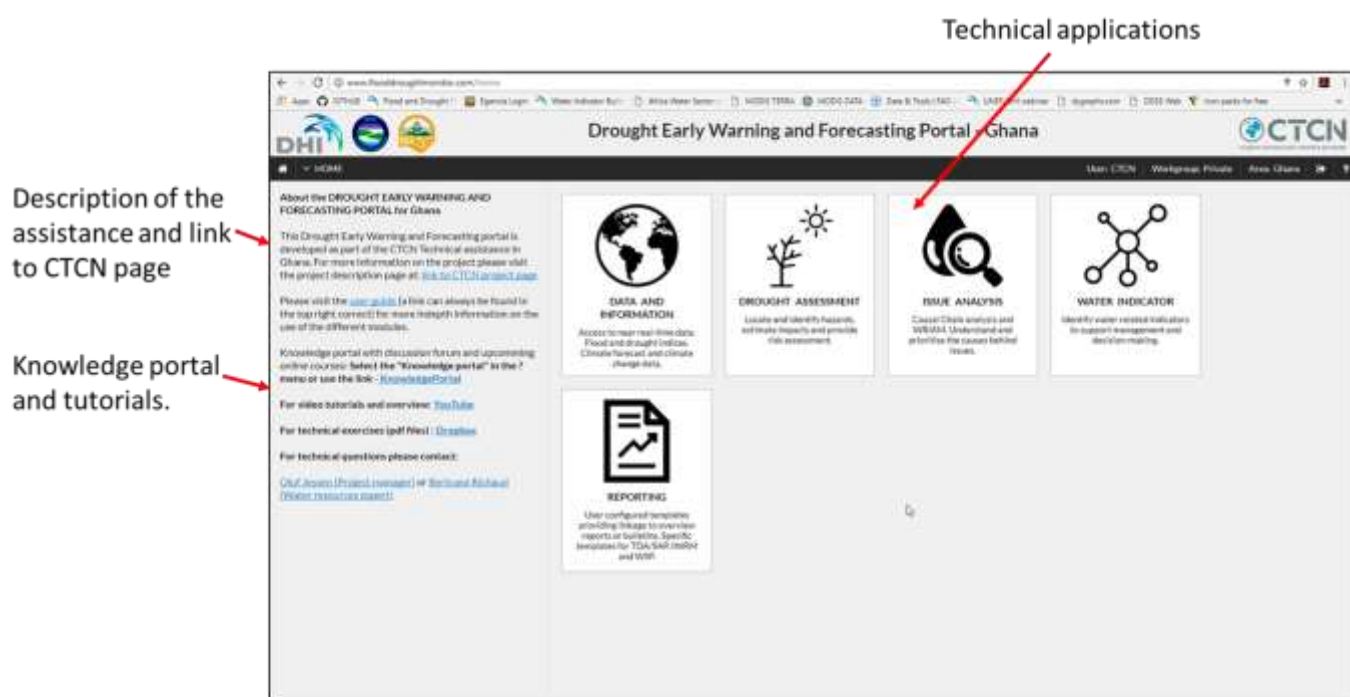 Technical applications
www.flooddroughtmonitor.com/home
DHI
Drought Early Warning and Forecasting Portal - Ghana
CTCN
HOME
User: CTCN
Workgroup: Private
Area: Ghana
Description of the
assistance and link
to CTCN page
Knowledge portal
and tutorials.
About the DROUGHT EARLY WARNING AND
FORECASTING PORTAL for Ghana
This Drought Early Warning and Forecasting portal is
developed as part of the CTCN Technical assistance in
Ghana. For more information on the project please visit
the project description page at: link to CTCN project page
Please visit the user guide (a link can always be found in
the top right correct) for more indepth information on the
use of the different modules.
Knowledge portal with discussion forum and upcomming
online courses: Select the "Knowledge portal" in the ?
menu or use the link - KnowledgePortal
For video tutorials and overview: YouTube
For technical exercises (pdf files) : Dropbox
For technical questions please contact:
(Project manager) or
(Water resources expert)
DATA AND
INFORMATION
Access to near real-time data.
Flood and drought indices.
Climate forecast and climate
change data.
DROUGHT ASSESSMENT
Locate and identify hazards,
estimate impacts and provide
risk assessment.
ISSUE ANALYSIS
Causal Chain analysis and
Understand and
prioritise the causes behind
issues.
WATER INDICATOR
Identify water related indicators
to support management and
decision making.
REPORTING
User configured templates
providing linkage to overview
reports or bulletins. Specific
templates for TDA/SAP, IWRM
and WSP.